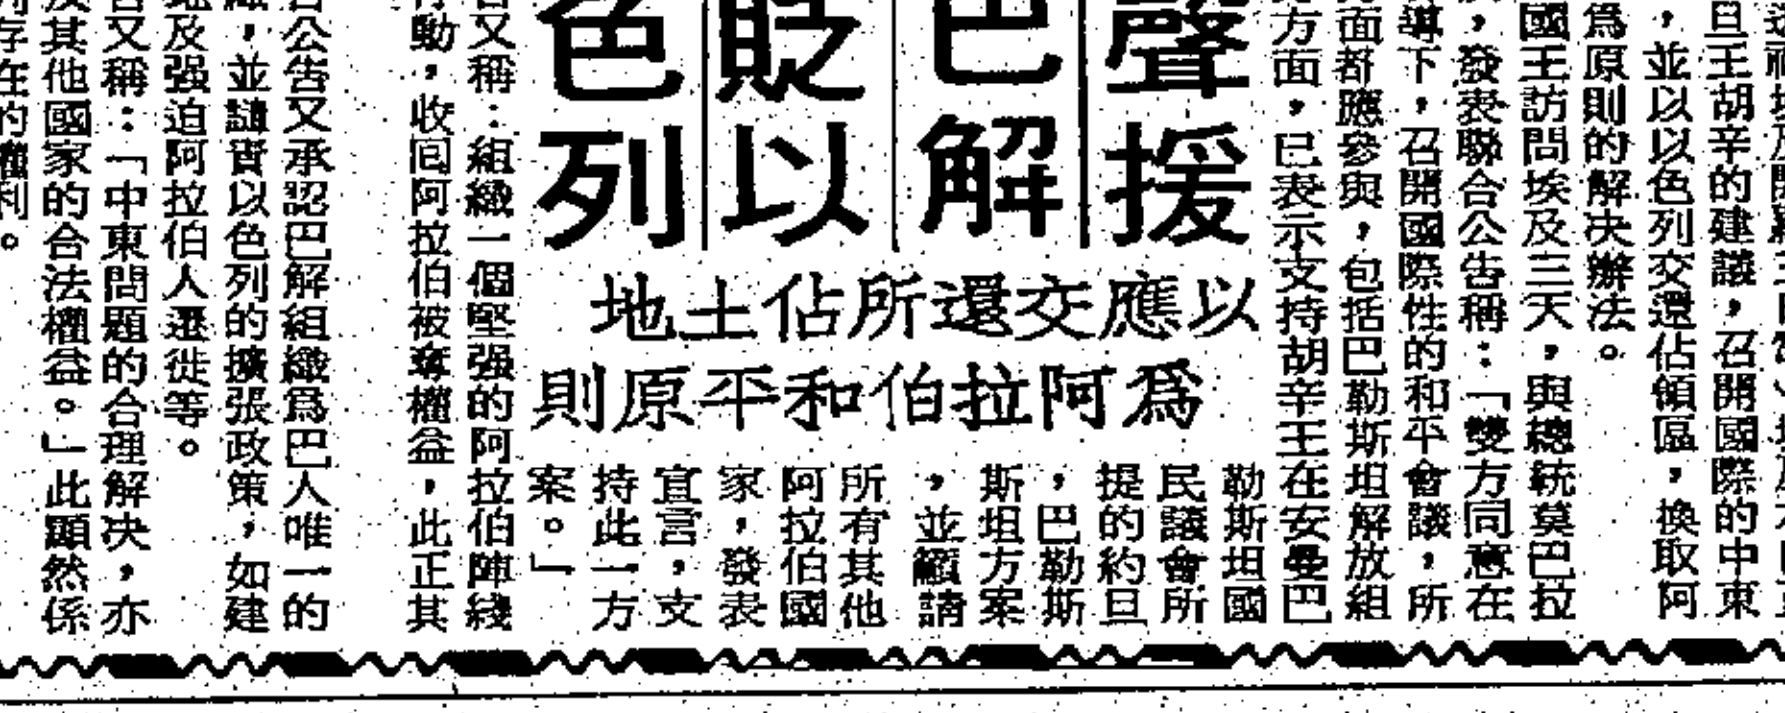 旦王胡辛的建議，召開國際的中東
，並以以色列交還佔領區，換取阿
爲原則的解决辦法。
國王訪問埃及三天，與總統莫巴拉
，發表聯合公告稱：「雙方同意在
導下，召開國際性的和平會議，所
面都應參與，包括巴勒斯坦解放組
方面，已表示支持胡辛王在安曼巴
聲援
巴解
貶以
色列
以應交還所佔土地
爲阿拉伯和平原則
勒斯坦國
民議會所
提的約旦
，巴勒斯
斯坦方案
，並籲請
所有其他
阿拉伯國
家，發表
宣言，支
持此一方
案。」
又稱：組織一個堅强的阿拉伯陣綫
動，收回阿拉伯被奪權益，此正其
公告又承認巴解組織爲巴人唯一的
，並譴責以色列的擴張政策，如建
及强迫阿拉伯人遷徙等。
又稱：「中東問題的合理解决，亦
及其他國家的合法權益。」此顯然係
存在的權利。